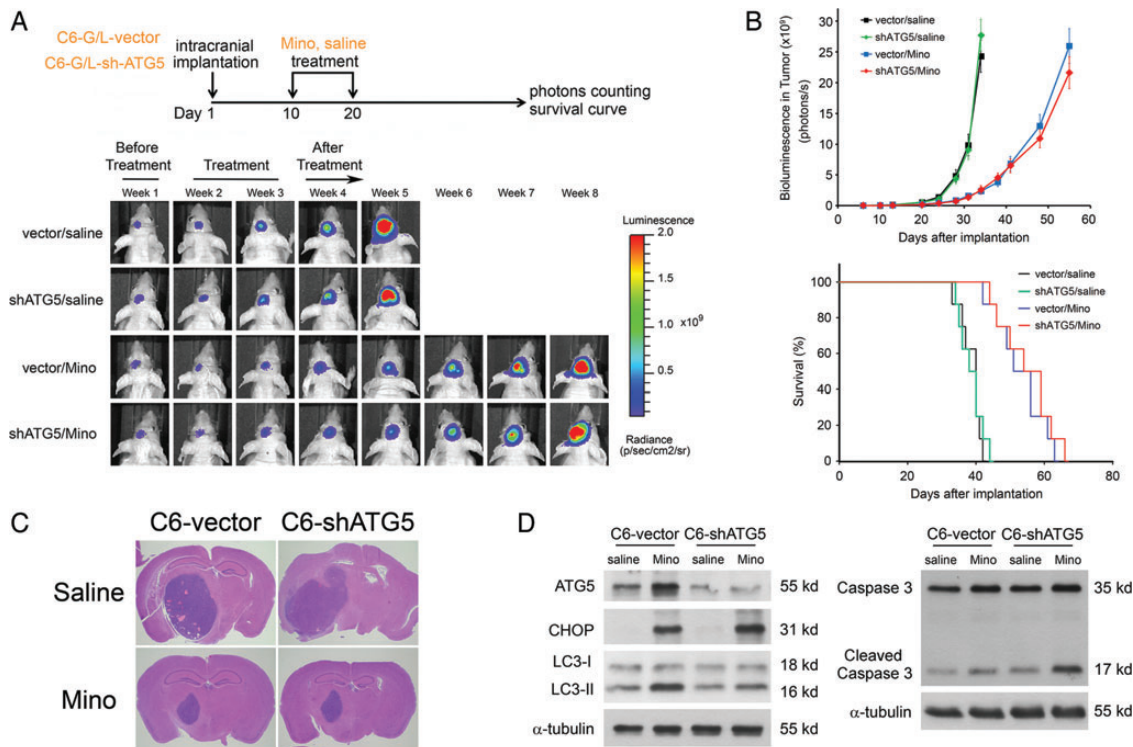 A
C6-G/L-vector
C6-G/L-sh-ATG5
intracranial
implantation
Mino, saline
treatment
Day 1
10
20
photons counting
survival curve
Before
Treatment
Treatment
After
Treatment
Week 1
Week 2
Week 3
Week 4
Week 5
Week 6
Week 7
Week 8
vector/saline
shATG5/saline
vector/Mino
shATG5/Mino
Luminescence
2.0
1.5
1.0
x10⁹
0.5
Radiance
(p/sec/cm2/sr)
B
vector/saline
shATG5/saline
vector/Mino
shATG5/Mino
Bioluminescence in Tumor (x10⁹)
(photons/s)
30
25
20
15
10
5
0
0 10 20 30 40 50 60
Days after implantation
vector/saline
shATG5/saline
vector/Mino
shATG5/Mino
Survival (%)
100
80
60
40
20
0
0 20 40 60 80
Days after implantation
C
C6-vector
C6-shATG5
Saline
Mino
D
C6-vector C6-shATG5
saline Mino saline Mino
ATG5 55 kd
CHOP 31 kd
LC3-I 18 kd
LC3-II 16 kd
α-tubulin 55 kd
C6-vector C6-shATG5
saline Mino saline Mino
Caspase 3 35 kd
Cleaved
Caspase 3 17 kd
α-tubulin 55 kd